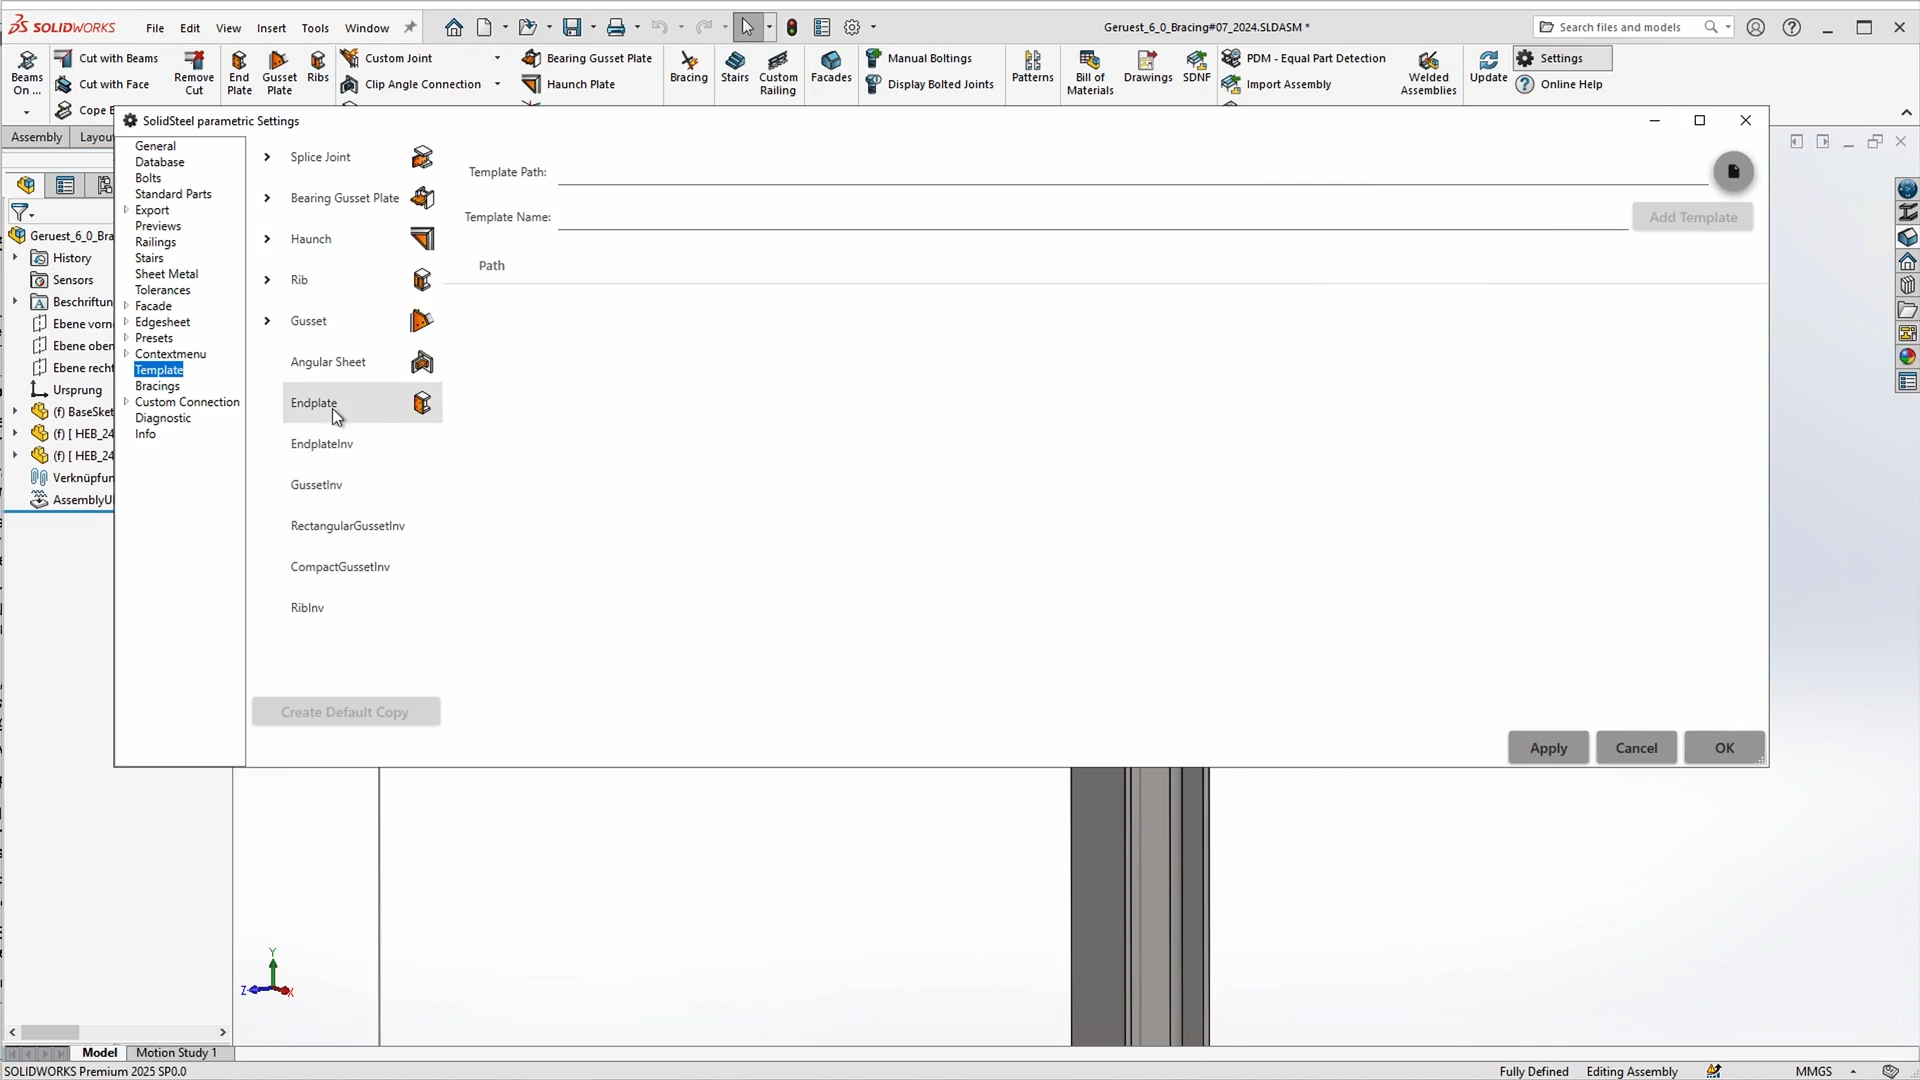 SOLIDWORKS
File Edit View Insert Tools Window
Geruest_6_0_Bracing#07_2024.SLDASM *
Search files and models
Beams On ...
Cut with Beams
Cut with Face
Cope B
Remove Cut
End Plate
Gusset Plate
Ribs
Custom Joint
Clip Angle Connection
Bearing Gusset Plate
Haunch Plate
Bracing
Stairs
Custom Railing
Facades
Manual Boltings
Display Bolted Joints
Patterns
Bill of Materials
Drawings
SDNF
PDM - Equal Part Detection
Import Assembly
Welded Assemblies
Update
Settings
Online Help
Assembly Layou
Geruest_6_0_Bra
History
Sensors
Beschriftun
Ebene vorn
Ebene oben
Ebene recht
Ursprung
(f) BaseSket
(f) [ HEB_24
(f) [ HEB_24
Verknüpfun
AssemblyU
SolidSteel parametric Settings
General
Database
Bolts
Standard Parts
Export
Previews
Railings
Stairs
Sheet Metal
Tolerances
Facade
Edgesheet
Presets
Contextmenu
Template
Bracings
Custom Connection
Diagnostic
Info
Splice Joint
Bearing Gusset Plate
Haunch
Rib
Gusset
Angular Sheet
Endplate
EndplateInv
GussetInv
RectangularGussetInv
CompactGussetInv
RibInv
Create Default Copy
Template Path:
Template Name:
Add Template
Path
Apply Cancel OK
Y
Z X
Model Motion Study 1
SOLIDWORKS Premium 2025 SP0.0
Fully Defined Editing Assembly MMGS